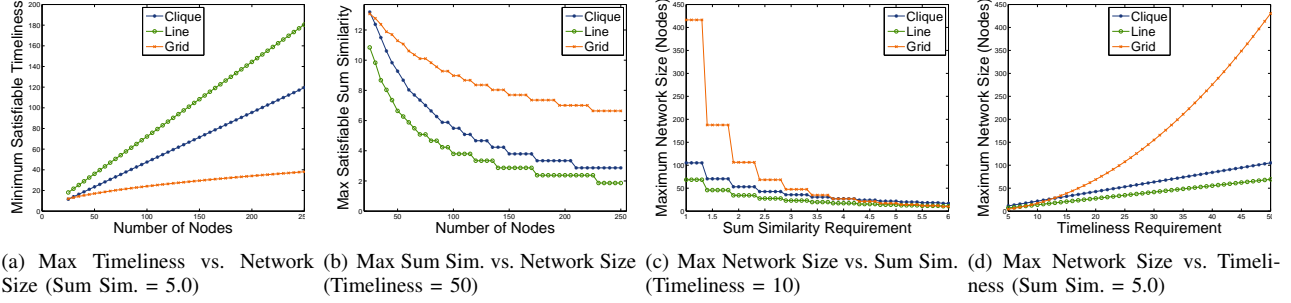 Minimum Satisfiable Timeliness
200
180
160
140
120
100
80
60
40
20
0
0 50 100 150 200 250
Number of Nodes
Clique
Line
Grid
Max Satisfiable Sum Similarity
12
10
8
6
4
2
0
50 100 150 200 250
Number of Nodes
Clique
Line
Grid
Maximum Network Size (Nodes)
450
400
350
300
250
200
150
100
50
0
1.5 2 2.5 3 3.5 4 4.5 5 5.5 6
Sum Similarity Requirement
Clique
Line
Grid
Maximum Network Size (Nodes)
450
400
350
300
250
200
150
100
50
0
5 10 15 20 25 30 35 40 45 50
Timeliness Requirement
Clique
Line
Grid
(a) Max Timeliness vs. Network
Size (Sum Sim. = 5.0)
(b) Max Sum Sim. vs. Network Size
(Timeliness = 50)
(c) Max Network Size vs. Sum Sim.
(Timeliness = 10)
(d) Max Network Size vs. Timeli-
ness (Sum Sim. = 5.0)